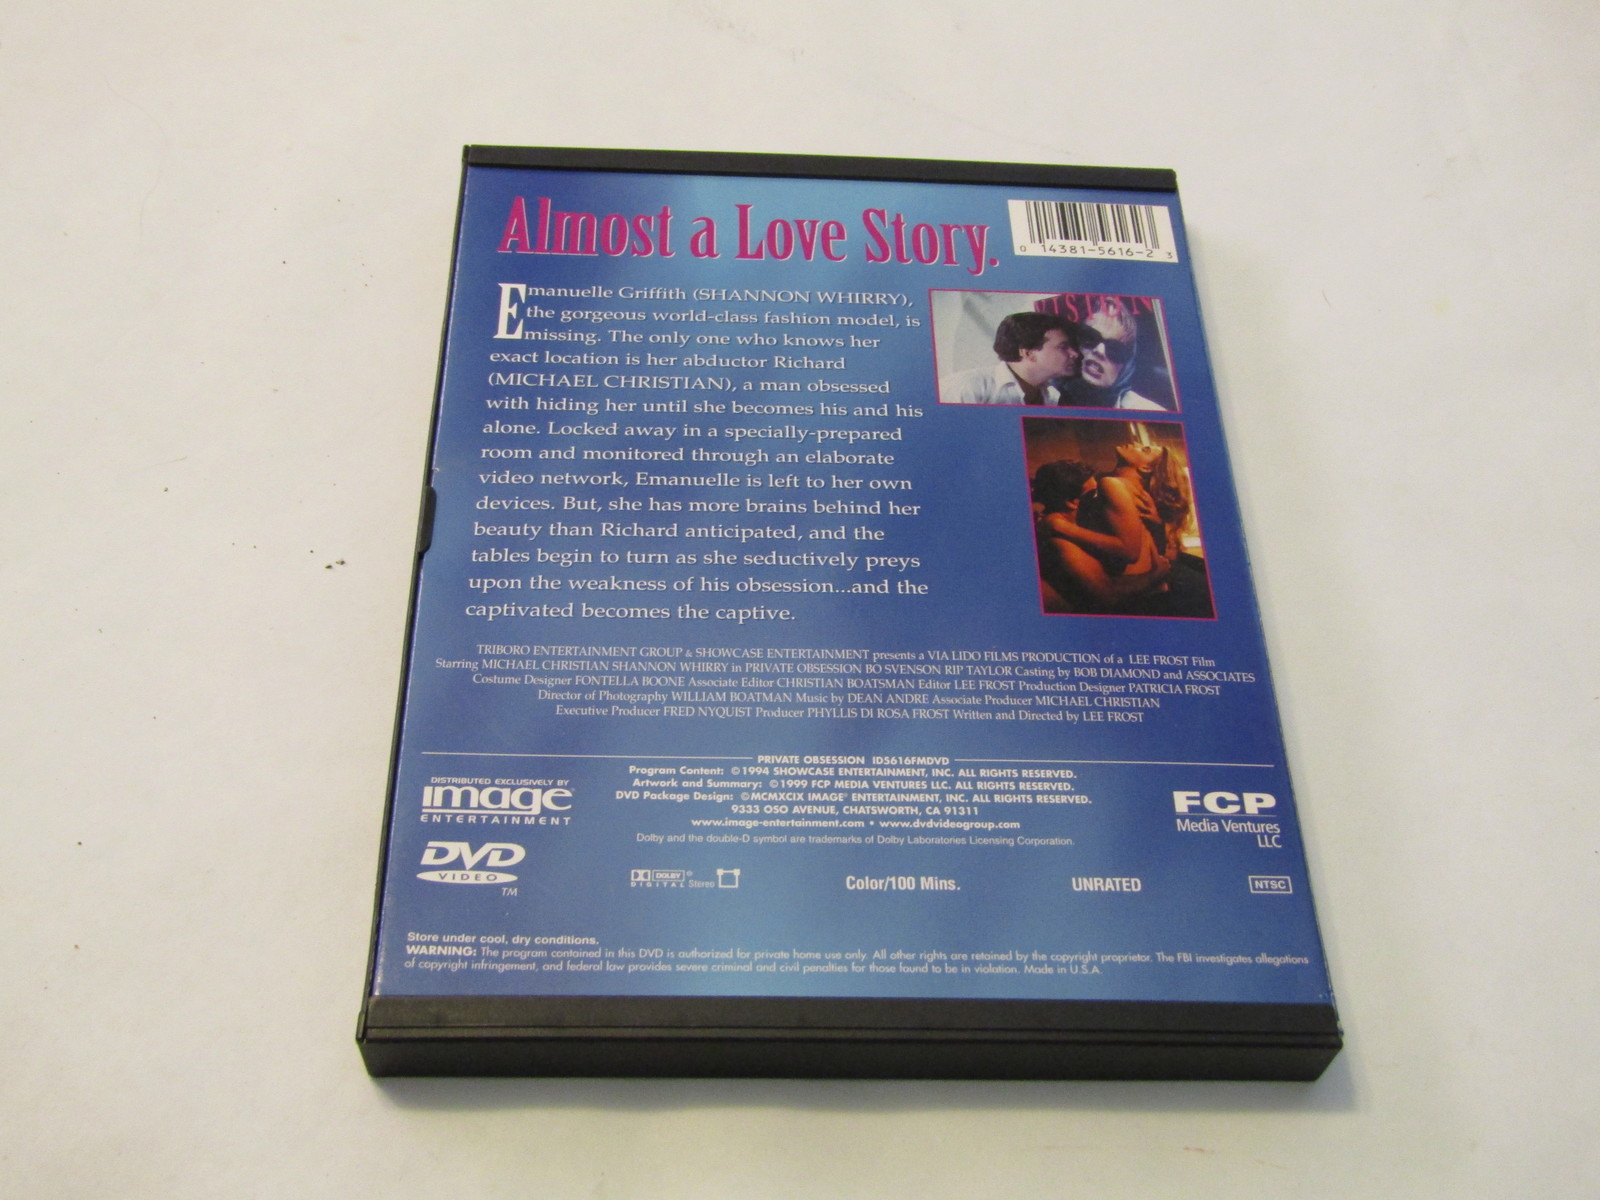 Almost a Love Story.
0 14381-5616-2 3
Emanuelle Griffith (SHANNON WHIRRY),
the gorgeous world-class fashion model, is
missing. The only one who knows her
exact location is her abductor Richard
(MICHAEL CHRISTIAN), a man obsessed
with hiding her until she becomes his and his
alone. Locked away in a specially-prepared
room and monitored through an elaborate
video network, Emanuelle is left to her own
devices. But, she has more brains behind her
beauty than Richard anticipated, and the
tables begin to turn as she seductively preys
upon the weakness of his obsession...and the
captivated becomes the captive.
TRIBORO ENTERTAINMENT GROUP & SHOWCASE ENTERTAINMENT presents a VIA LIDO FILMS PRODUCTION of a LEE FROST Film
Starring MICHAEL CHRISTIAN SHANNON WHIRRY in PRIVATE OBSESSION BO SVENSON RIP TAYLOR Casting by BOB DIAMOND and ASSOCIATES
Costume Designer FONTELLA BOONE Associate Editor CHRISTIAN BOATSMAN Editor LEE FROST Production Designer PATRICIA FROST
Director of Photography WILLIAM BOATMAN Music by DEAN ANDRE Associate Producer MICHAEL CHRISTIAN
Executive Producer FRED NYQUIST Producer PHYLLIS DI ROSA FROST Written and Directed by LEE FROST
PRIVATE OBSESSION ID5616FMDVD
Program Content: ©1994 SHOWCASE ENTERTAINMENT, INC. ALL RIGHTS RESERVED.
Artwork and Summary: ©1999 FCP MEDIA VENTURES LLC. ALL RIGHTS RESERVED.
DVD Package Design: ©MCMXCIX IMAGE® ENTERTAINMENT, INC. ALL RIGHTS RESERVED.
9333 OSO AVENUE, CHATSWORTH, CA 91311
www.image-entertainment.com • www.dvdvideogroup.com
Dolby and the double-D symbol are trademarks of Dolby Laboratories Licensing Corporation.
DISTRIBUTED EXCLUSIVELY BY
image®
ENTERTAINMENT
FCP
Media Ventures
LLC
DVD
VIDEO
TM
DOLBY®
DIGITAL Stereo
Color/100 Mins.
UNRATED
NTSC
Store under cool, dry conditions.
WARNING: The program contained in this DVD is authorized for private home use only. All other rights are retained by the copyright proprietor. The FBI investigates allegations
of copyright infringement, and federal law provides severe criminal and civil penalties for those found to be in violation. Made in U.S.A.